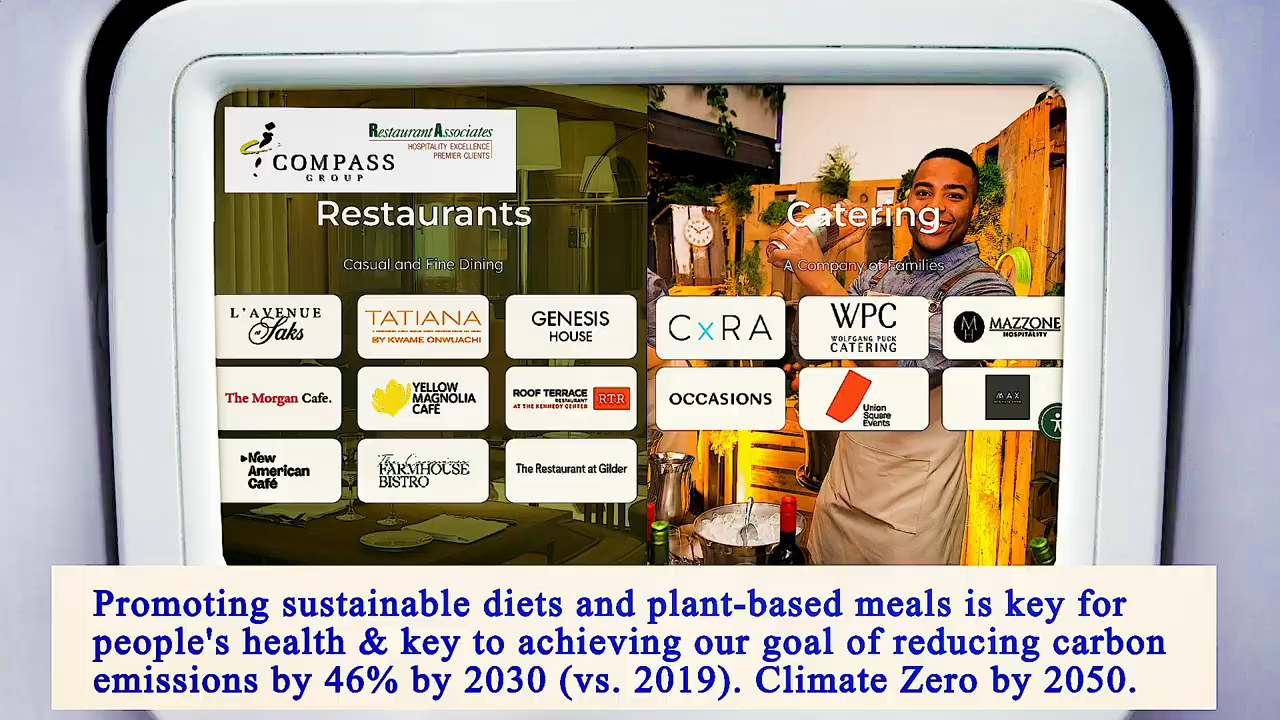 COMPASS
GROUP
Restaurant Associates
HOSPITALITY EXCELLENCE
PREMIER CLIENTS
Restaurants
Casual and Fine Dining
L'AVENUE
Saks
TATIANA
BY KWAME ONWUACHI
GENESIS
HOUSE
The Morgan Cafe.
YELLOW
MAGNOLIA
CAFÉ
ROOF TERRACE
RESTAURANT
AT THE KENNEDY CENTER
RTR
New
American
Café
FARMHOUSE
BISTRO
The Restaurant at Gilder
Catering
A Company of Families
CxRA
WPC
WOLFGANG PUCK
CATERING
MH
MAZZONE
HOSPITALITY
OCCASIONS
Union
Square
Events
MAX
Promoting sustainable diets and plant-based meals is key for
people's health & key to achieving our goal of reducing carbon
emissions by 46% by 2030 (vs. 2019). Climate Zero by 2050.